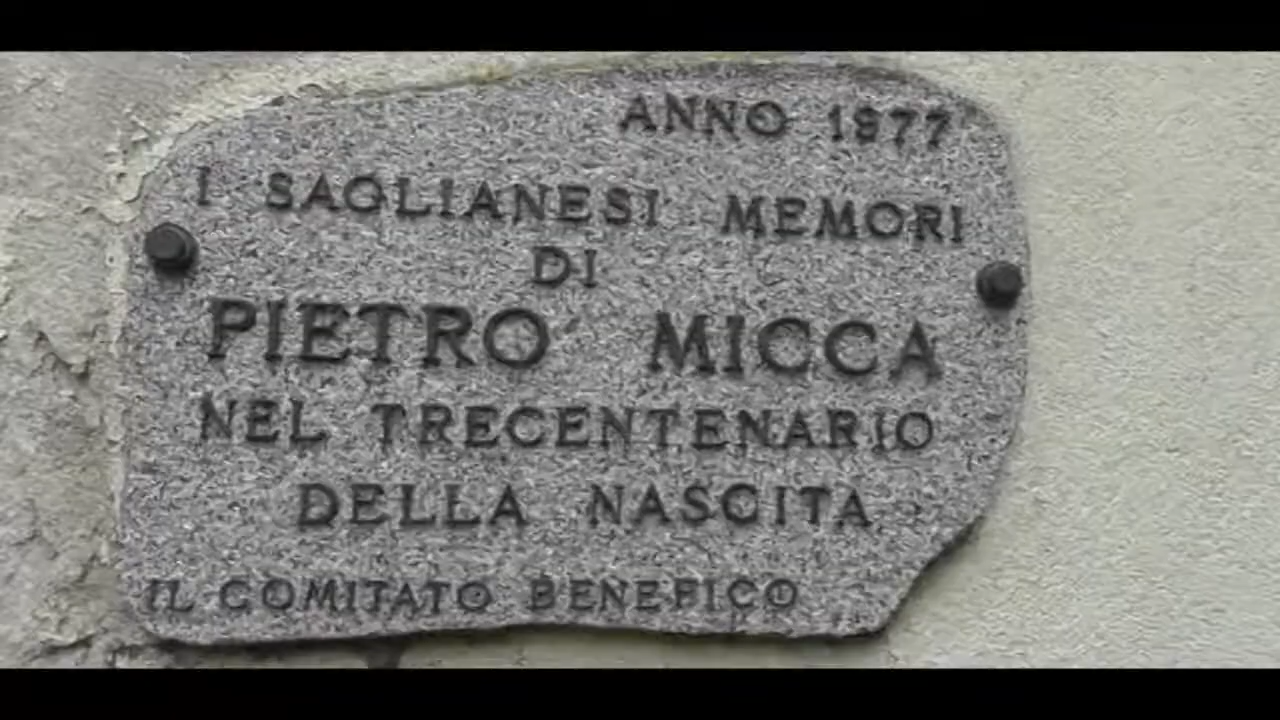 ANNO 1977
I SAGLIANESI MEMORI
DI
PIETRO MICCA
NEL TRECENTENARIO
DELLA NASCITA
IL COMITATO BENEFICO